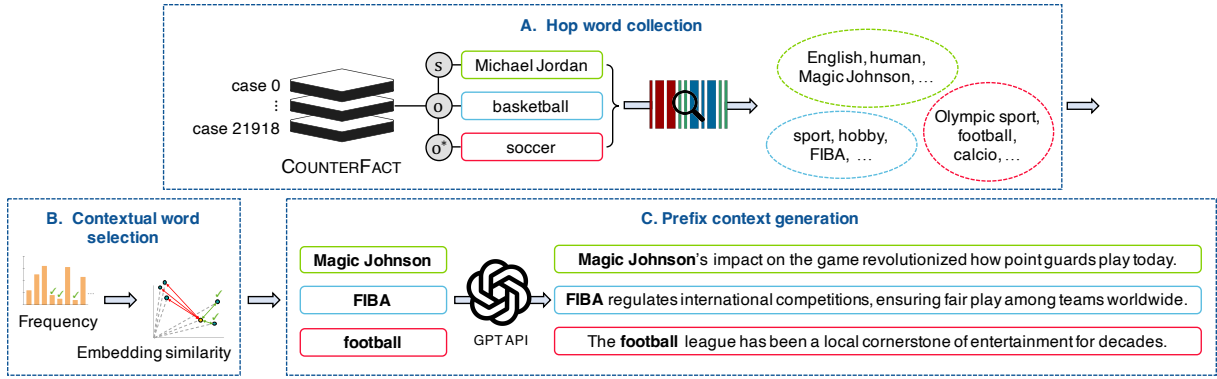 A. Hop word collection
case 0
⋮
case 21918
COUNTERFACT
s
Michael Jordan
o
basketball
o*
soccer
English, human,
Magic Johnson, …
sport, hobby,
FIBA, …
Olympic sport,
football,
calcio, …
B. Contextual word
selection
...
Frequency
Embedding similarity
C. Prefix context generation
Magic Johnson
FIBA
football
GPT API
Magic Johnson's impact on the game revolutionized how point guards play today.
FIBA regulates international competitions, ensuring fair play among teams worldwide.
The football league has been a local cornerstone of entertainment for decades.